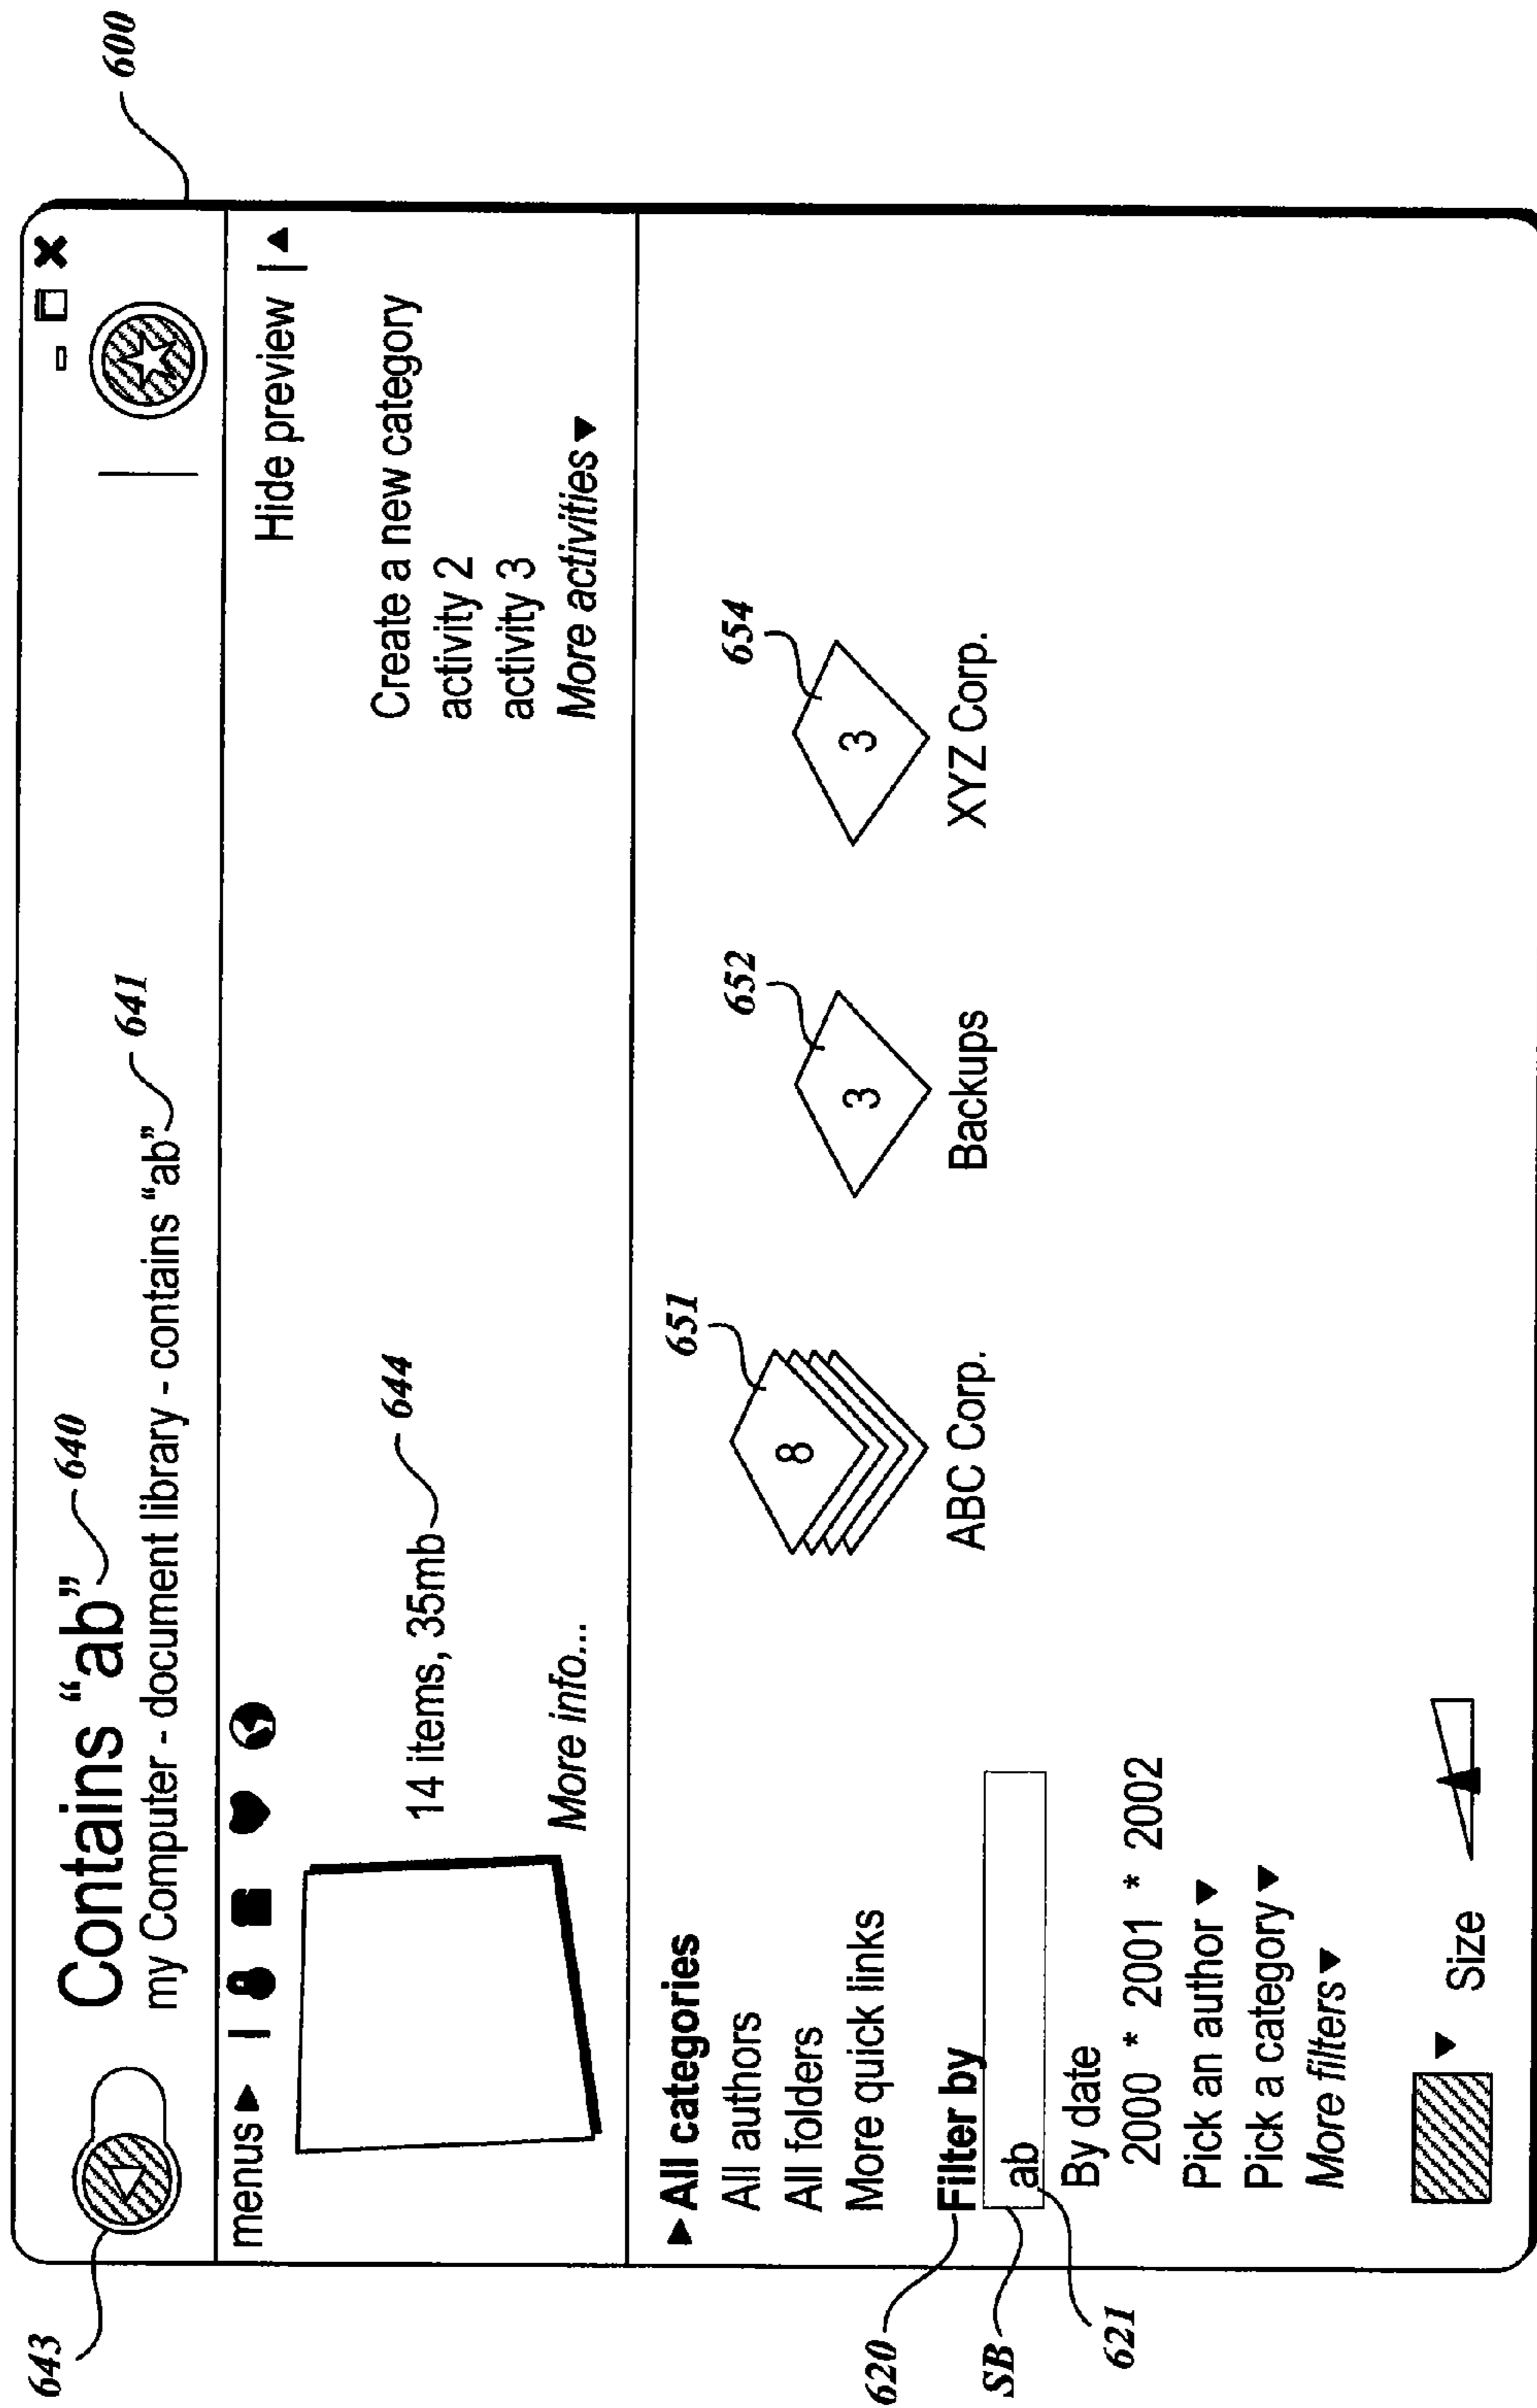 600
643
Contains “ab”
640
my Computer - document library - contains “ab”
641
menus
Hide preview
14 items, 35mb
644
More info...
Create a new category
activity 2
activity 3
More activities
All categories
All authors
All folders
More quick links
620
Filter by
SB
ab
621
By date
2000 * 2001 * 2002
Pick an author
Pick a category
More filters
Size
651
8
ABC Corp.
652
3
Backups
654
3
XYZ Corp.